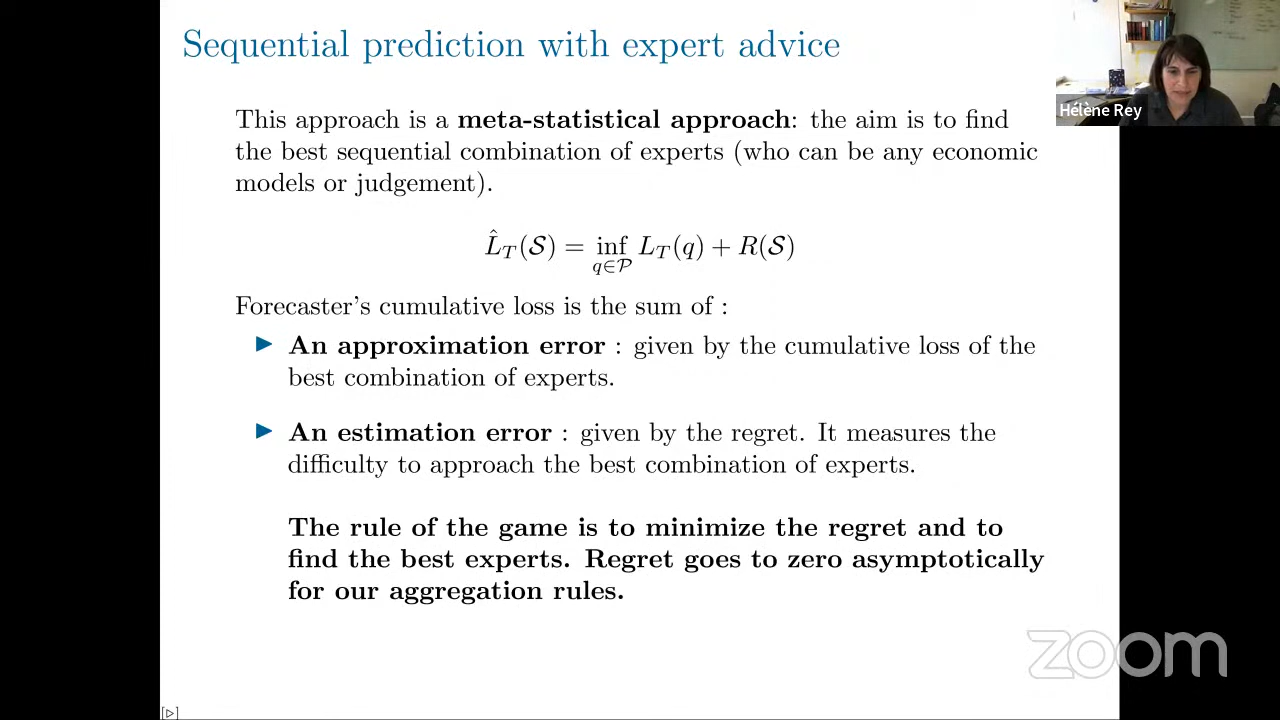 Sequential prediction with expert advice
Hélène Rey
This approach is a meta-statistical approach: the aim is to find
the best sequential combination of experts (who can be any economic
models or judgement).
L̂_T(𝒮) = inf_{q∈𝒫} L_T(q) + R(𝒮)
Forecaster's cumulative loss is the sum of :
▶ An approximation error : given by the cumulative loss of the
best combination of experts.
▶ An estimation error : given by the regret. It measures the
difficulty to approach the best combination of experts.
The rule of the game is to minimize the regret and to
find the best experts. Regret goes to zero asymptotically
for our aggregation rules.
zoom